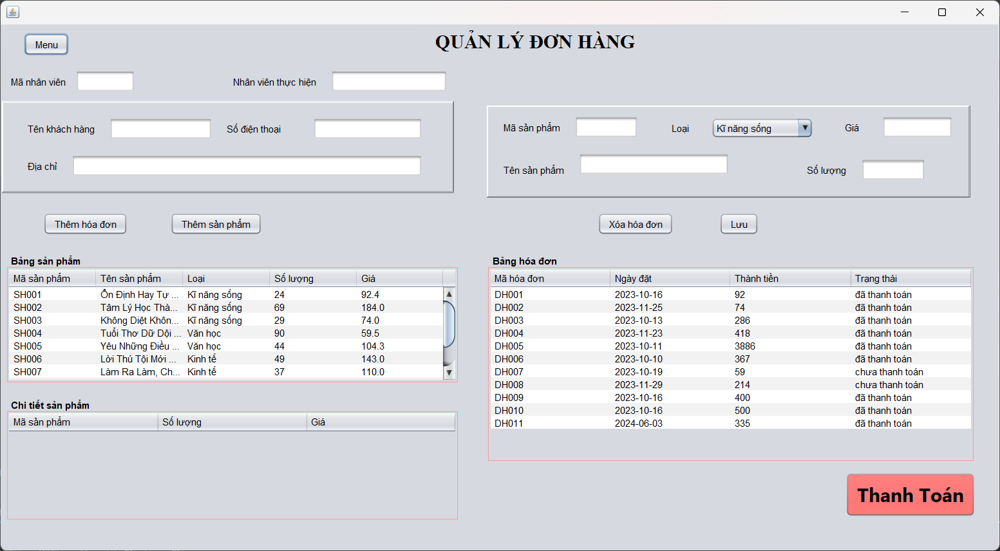 Menu
QUẢN LÝ ĐƠN HÀNG
Mã nhân viên
Nhân viên thực hiện
Tên khách hàng
Số điện thoại
Địa chỉ
Mã sản phẩm
Loại
Kĩ năng sống
Giá
Tên sản phẩm
Số lượng
Thêm hóa đơn
Thêm sản phẩm
Xóa hóa đơn
Lưu
Bảng sản phẩm
Mã sản phẩm Tên sản phẩm Loại Số lượng Giá
SH001 Ổn Định Hay Tự ... Kĩ năng sống 24 92.4
SH002 Tâm Lý Học Thà... Kĩ năng sống 69 184.0
SH003 Không Diệt Khôn... Kĩ năng sống 29 74.0
SH004 Tuổi Thơ Dữ Dội ... Văn học 90 59.5
SH005 Yêu Những Điều ... Văn học 44 104.3
SH006 Lời Thú Tội Mới ... Kinh tế 49 143.0
SH007 Làm Ra Làm, Ch... Kinh tế 37 110.0
Chi tiết sản phẩm
Mã sản phẩm Số lượng Giá
Bảng hóa đơn
Mã hóa đơn Ngày đặt Thành tiền Trạng thái
DH001 2023-10-16 92 đã thanh toán
DH002 2023-11-25 74 đã thanh toán
DH003 2023-10-13 286 đã thanh toán
DH004 2023-11-23 418 đã thanh toán
DH005 2023-10-11 3886 đã thanh toán
DH006 2023-10-10 367 đã thanh toán
DH007 2023-10-19 59 chưa thanh toán
DH008 2023-11-29 214 chưa thanh toán
DH009 2023-10-16 400 đã thanh toán
DH010 2023-10-16 500 đã thanh toán
DH011 2024-06-03 335 đã thanh toán
Thanh Toán